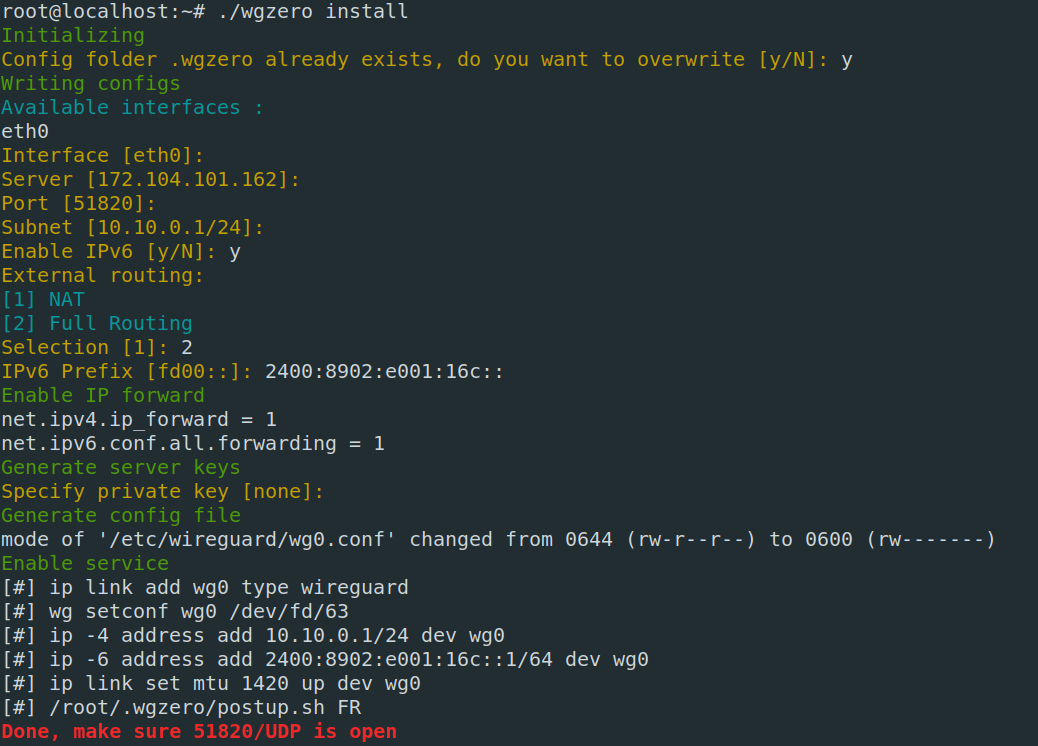 root@localhost:~# ./wgzero install
Initializing
Config folder .wgzero already exists, do you want to overwrite [y/N]: y
Writing configs
Available interfaces :
eth0
Interface [eth0]:
Server [172.104.101.162]:
Port [51820]:
Subnet [10.10.0.1/24]:
Enable IPv6 [y/N]: y
External routing:
[1] NAT
[2] Full Routing
Selection [1]: 2
IPv6 Prefix [fd00::]: 2400:8902:e001:16c::
Enable IP forward
net.ipv4.ip_forward = 1
net.ipv6.conf.all.forwarding = 1
Generate server keys
Specify private key [none]:
Generate config file
mode of '/etc/wireguard/wg0.conf' changed from 0644 (rw-r--r--) to 0600 (rw-------)
Enable service
[#] ip link add wg0 type wireguard
[#] wg setconf wg0 /dev/fd/63
[#] ip -4 address add 10.10.0.1/24 dev wg0
[#] ip -6 address add 2400:8902:e001:16c::1/64 dev wg0
[#] ip link set mtu 1420 up dev wg0
[#] /root/.wgzero/postup.sh FR
Done, make sure 51820/UDP is open